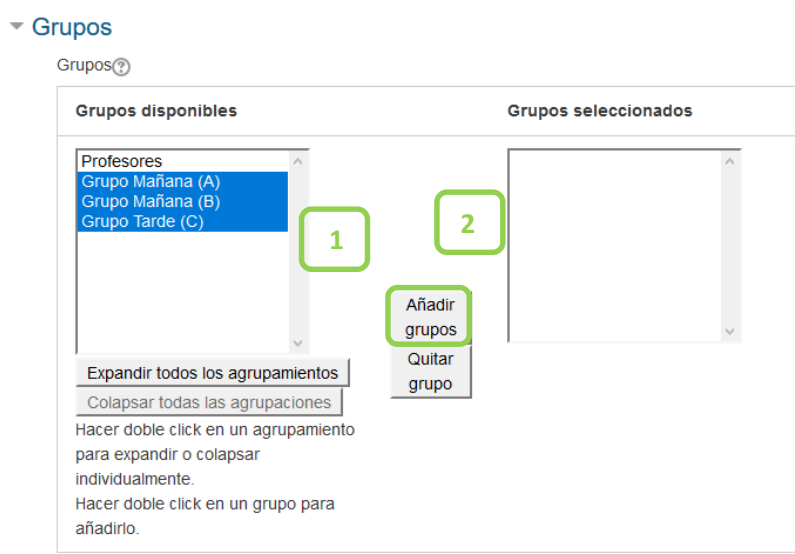 Grupos
Grupos
Grupos disponibles
Grupos seleccionados
Profesores
Grupo Mañana (A)
Grupo Mañana (B)
Grupo Tarde (C)
1
2
Añadir
grupos
Quitar
grupo
Expandir todos los agrupamientos
Colapsar todas las agrupaciones
Hacer doble click en un agrupamiento
para expandir o colapsar
individualmente.
Hacer doble click en un grupo para
añadirlo.